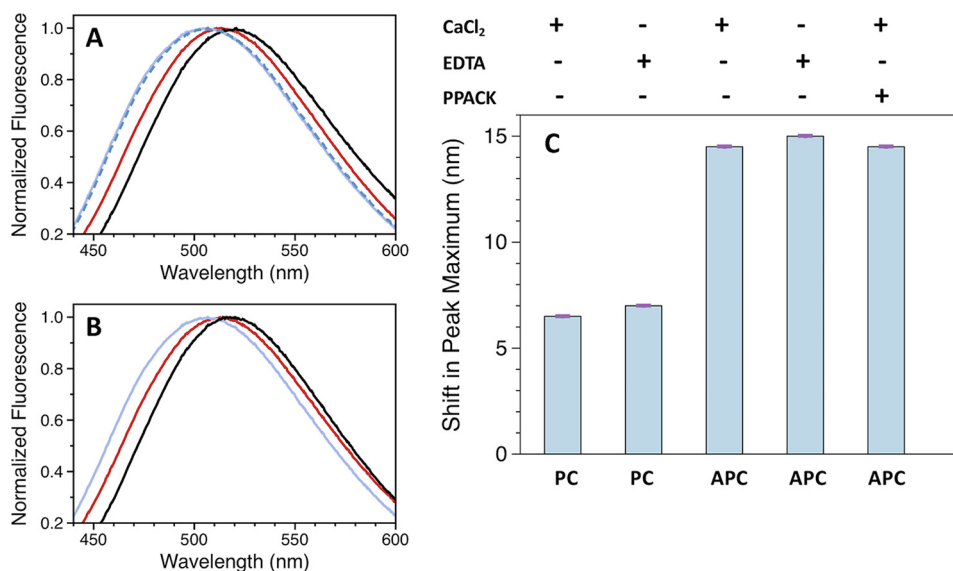 A
Normalized Fluorescence
1.0
0.8
0.6
0.4
0.2
450 500 550 600
Wavelength (nm)
B
Normalized Fluorescence
1.0
0.8
0.6
0.4
0.2
450 500 550 600
Wavelength (nm)
CaCl₂ + - + - +
EDTA - + - + -
PPACK - - - - +
C
Shift in Peak Maximum (nm)
15
10
5
0
PC PC APC APC APC